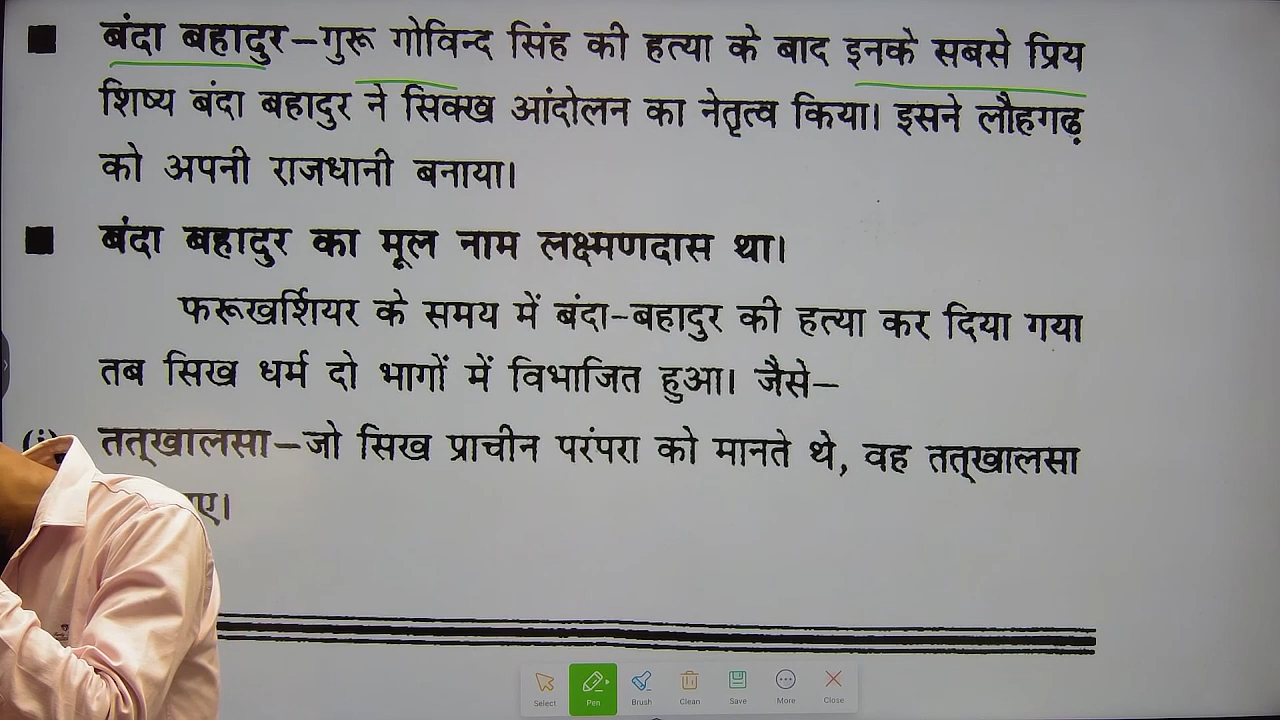 ■ बंदा बहादुर–गुरू गोविन्द सिंह की हत्या के बाद इनके सबसे प्रिय
शिष्य बंदा बहादुर ने सिक्ख आंदोलन का नेतृत्व किया। इसने लौहगढ़
को अपनी राजधानी बनाया।
■ बंदा बहादुर का मूल नाम लक्ष्मणदास था।
फरूखर्शियर के समय में बंदा-बहादुर की हत्या कर दिया गया
तब सिख धर्म दो भागों में विभाजित हुआ। जैसे–
(i) तत्खालसा–जो सिख प्राचीन परंपरा को मानते थे, वह तत्खालसा
Select Pen Brush Clean Save More Close